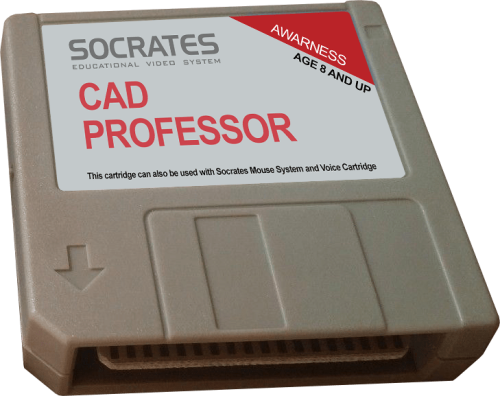 SOCRATES
EDUCATIONAL VIDEO SYSTEM
AWARNESS
AGE 8 AND UP
CAD
PROFESSOR
This cartridge can also be used with Socrates Mouse System and Voice Cartridge